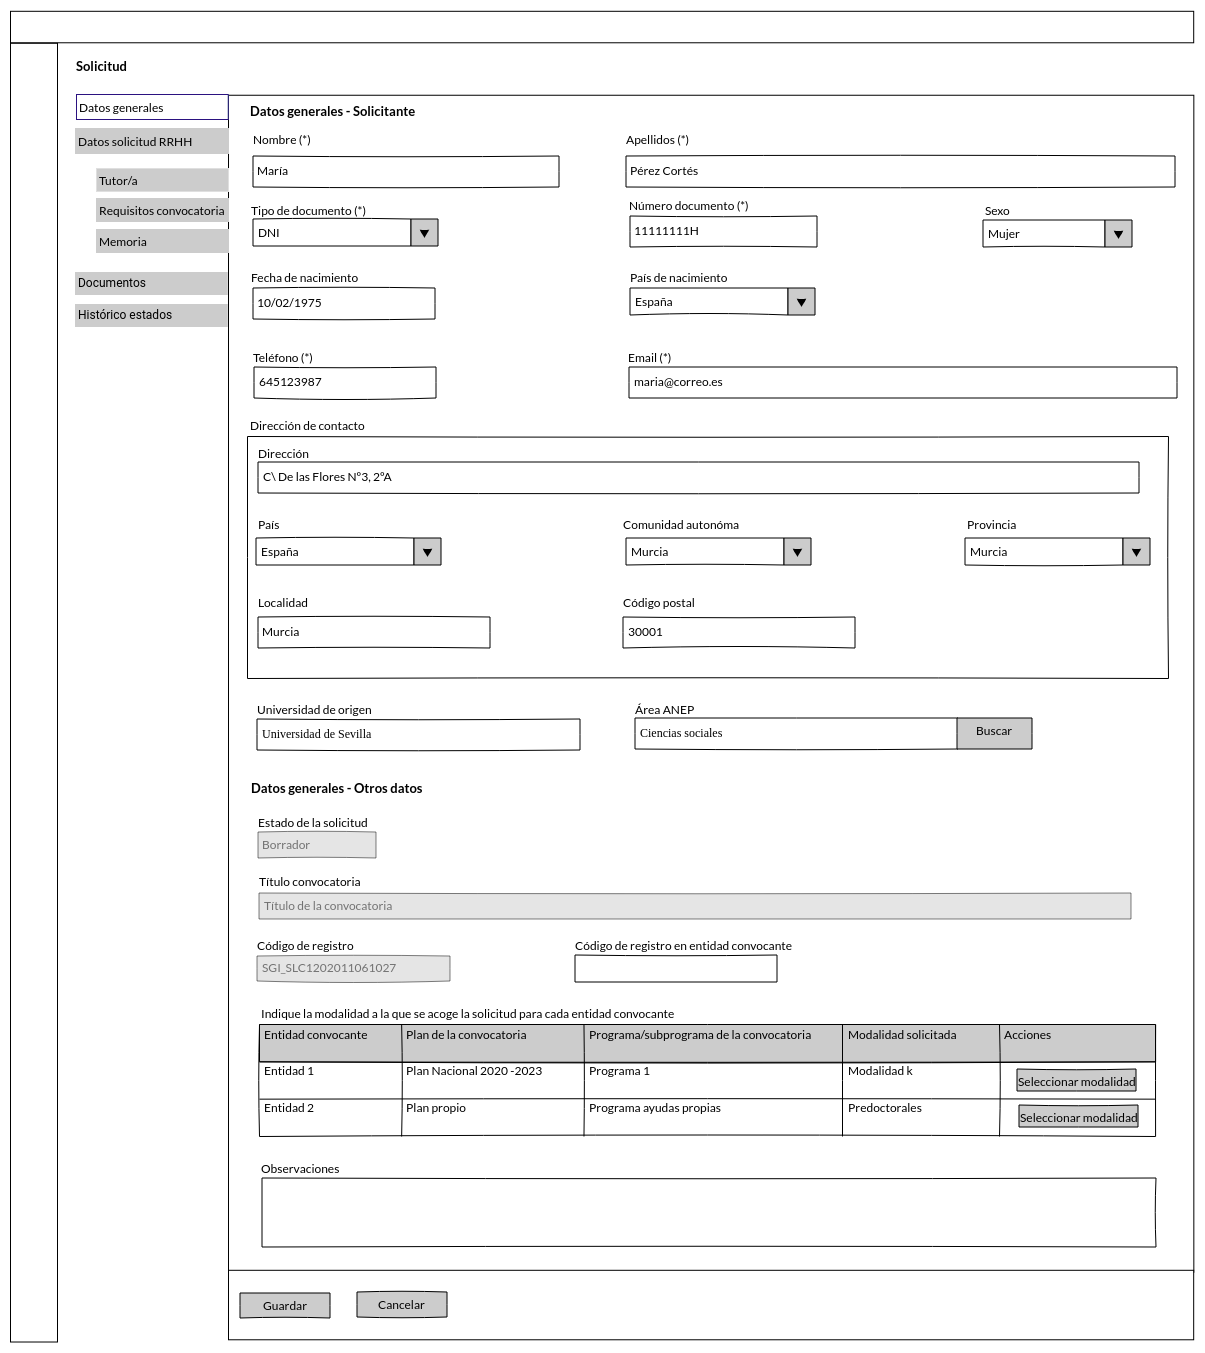 Solicitud
Datos generales
Datos solicitud RRHH
Tutor/a
Requisitos convocatoria
Memoria
Documentos
Histórico estados
Datos generales - Solicitante
Nombre (*) Apellidos (*)
María Pérez Cortés
Tipo de documento (*) Número documento (*) Sexo
DNI 11111111H Mujer
Fecha de nacimiento País de nacimiento
10/02/1975 España
Teléfono (*) Email (*)
645123987 maria@correo.es
Dirección de contacto
Dirección
C\ De las Flores Nº3, 2ºA
País Comunidad autonóma Provincia
España Murcia Murcia
Localidad Código postal
Murcia 30001
Universidad de origen Área ANEP
Universidad de Sevilla Ciencias sociales Buscar
Datos generales - Otros datos
Estado de la solicitud
Borrador
Título convocatoria
Título de la convocatoria
Código de registro Código de registro en entidad convocante
SGI_SLC1202011061027
Indique la modalidad a la que se acoge la solicitud para cada entidad convocante
Entidad convocante Plan de la convocatoria Programa/subprograma de la convocatoria Modalidad solicitada Acciones
Entidad 1 Plan Nacional 2020 -2023 Programa 1 Modalidad k Seleccionar modalidad
Entidad 2 Plan propio Programa ayudas propias Predoctorales Seleccionar modalidad
Observaciones
Guardar Cancelar